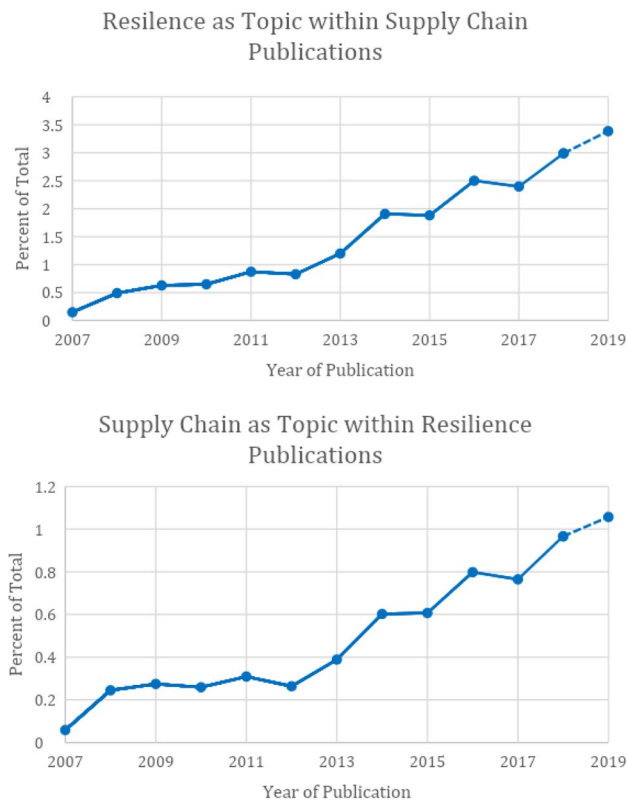 Resilence as Topic within Supply Chain
Publications
4
3.5
3
2.5
2
1.5
1
0.5
0
Percent of Total
2007 2009 2011 2013 2015 2017 2019
Year of Publication
Supply Chain as Topic within Resilience
Publications
1.2
1
0.8
0.6
0.4
0.2
0
Percent of Total
2007 2009 2011 2013 2015 2017 2019
Year of Publication